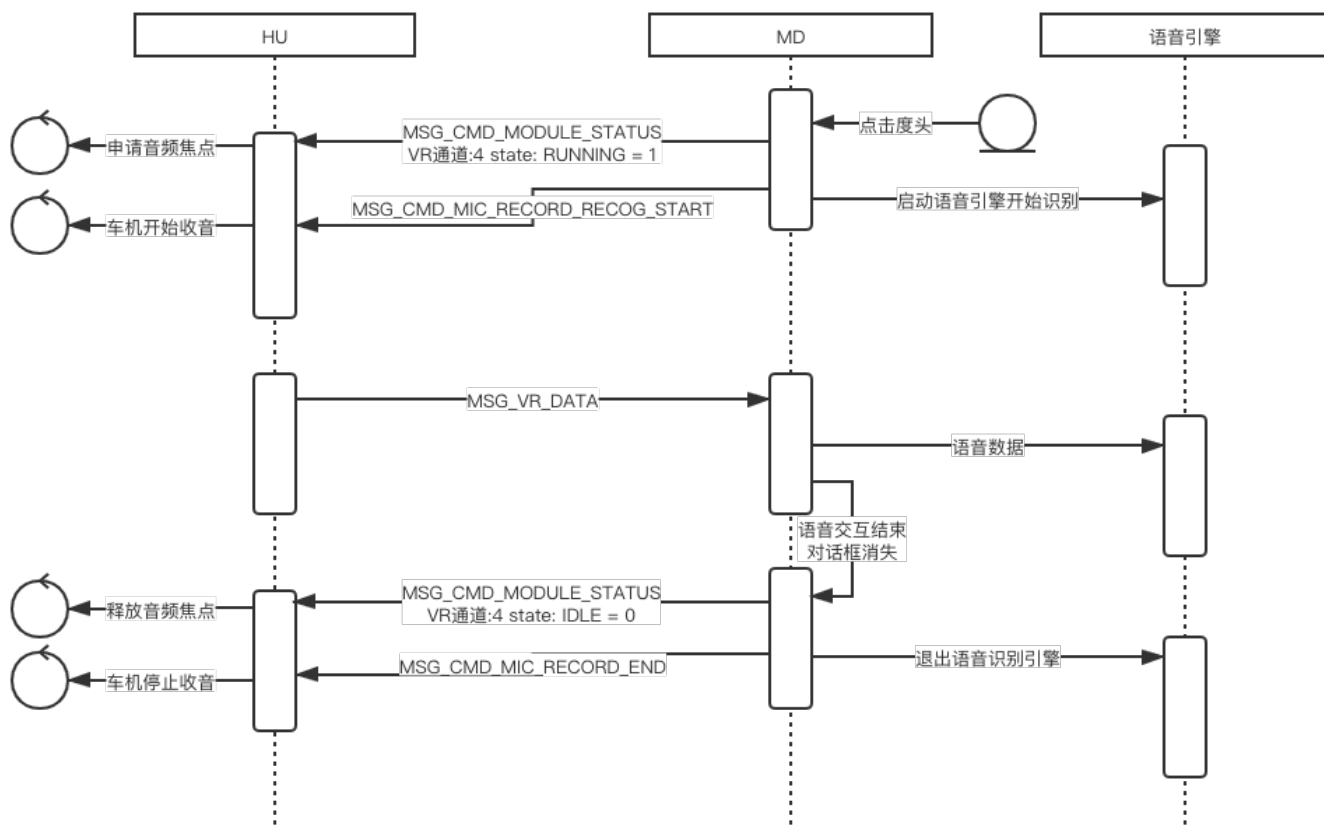 HU
MD
语音引擎
点击度头
MSG_CMD_MODULE_STATUS
VR通道:4 state: RUNNING = 1
申请音频焦点
启动语音引擎开始识别
MSG_CMD_MIC_RECORD_RECOG_START
车机开始收音
MSG_VR_DATA
语音数据
语音交互结束
对话框消失
MSG_CMD_MODULE_STATUS
VR通道:4 state: IDLE = 0
释放音频焦点
退出语音识别引擎
MSG_CMD_MIC_RECORD_END
车机停止收音